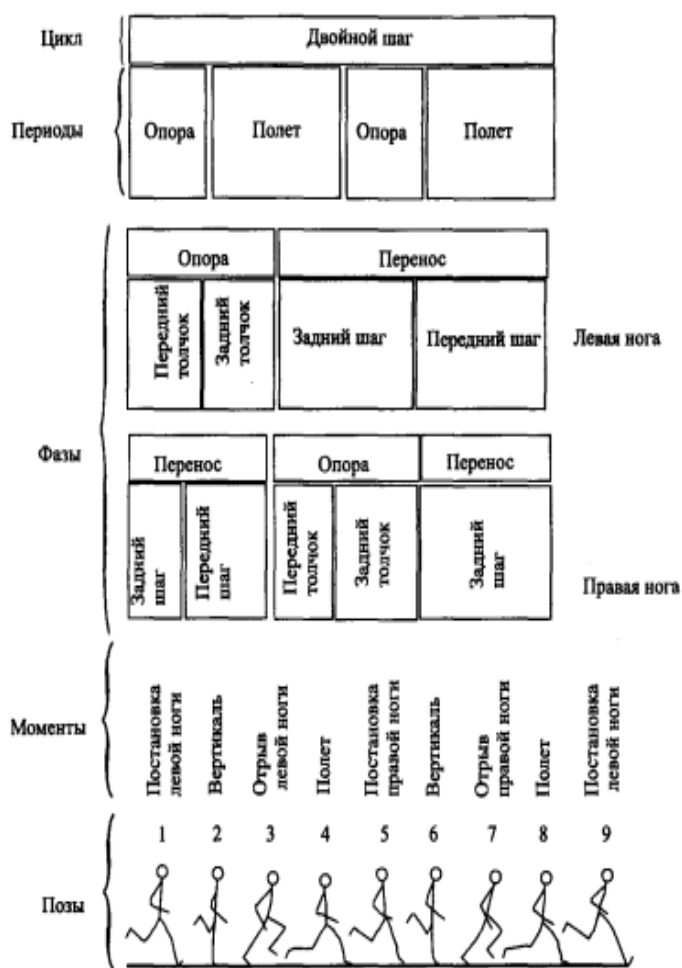 Цикл
Двойной шаг
Периоды
Опора
Полет
Опора
Полет
Фазы
Опора
Перенос
Передний
толчок
Задний
толчок
Задний шаг
Передний шаг
Левая нога
Перенос
Опора
Перенос
Задний
шаг
Передний
шаг
Передний
толчок
Задний
толчок
Задний
шаг
Правая нога
Моменты
Постановка
левой ноги
Вертикаль
Отрыв
левой ноги
Полет
Постановка
правой ноги
Вертикаль
Отрыв
правой ноги
Полет
Постановка
левой ноги
Позы
1 2 3 4 5 6 7 8 9